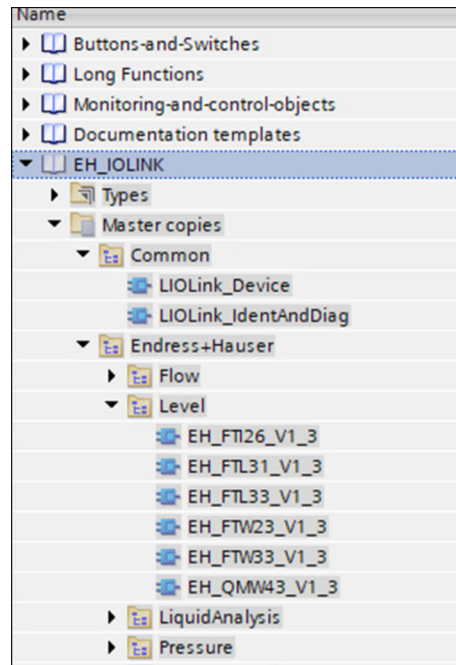 Name
Buttons-and-Switches
Long Functions
Monitoring-and-control-objects
Documentation templates
EH_IOLINK
Types
Master copies
Common
LIOLink_Device
LIOLink_IdentAndDiag
Endress+Hauser
Flow
Level
EH_FTI26_V1_3
EH_FTL31_V1_3
EH_FTL33_V1_3
EH_FTW23_V1_3
EH_FTW33_V1_3
EH_QMW43_V1_3
LiquidAnalysis
Pressure